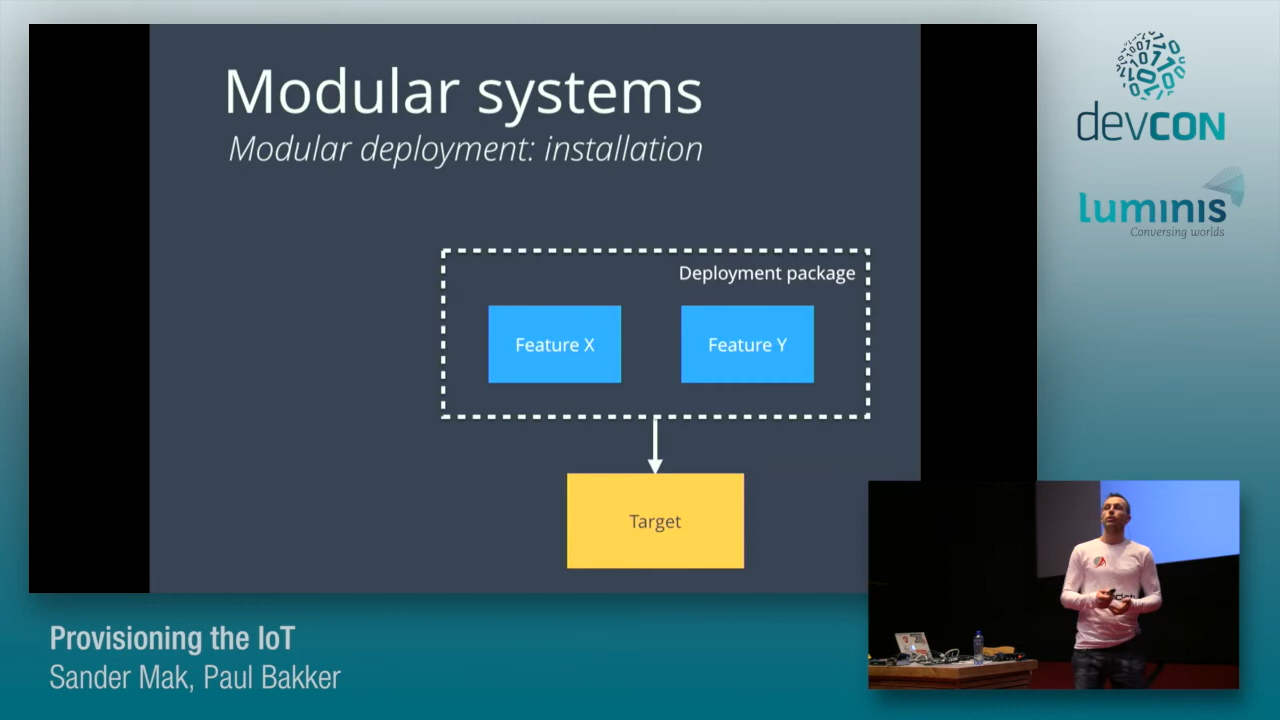 Modular systems
Modular deployment: installation
Deployment package
Feature X
Feature Y
Target
devCON
luminis
Conversing worlds
Provisioning the IoT
Sander Mak, Paul Bakker